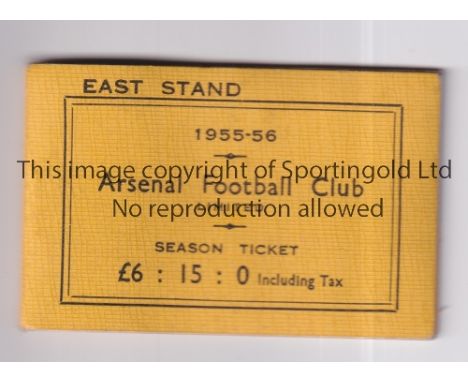 EAST STAND
1955-56
This image copyright of Sportingold Ltd
Arsenal Football Club
No reproduction allowed
LIMITED
SEASON TICKET
£6 : 15 : 0 Including Tax